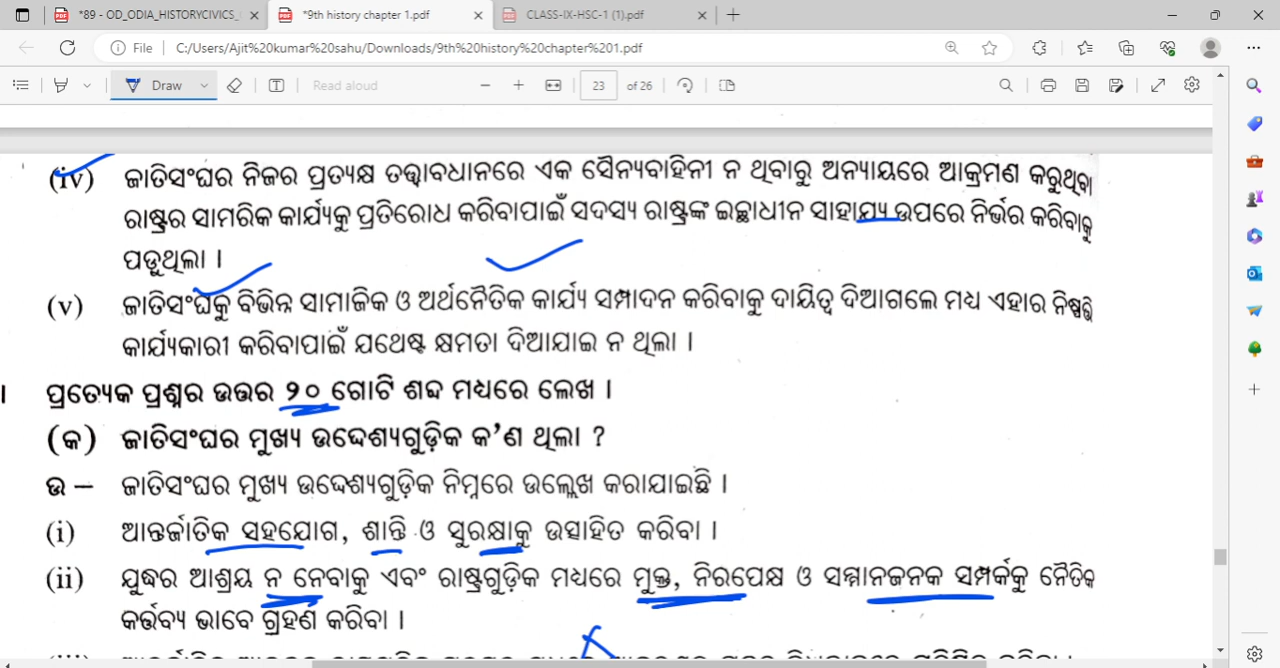 *89 - OD_ODIA_HISTORYCIVICS_
*9th history chapter 1.pdf
CLASS-IX-HSC-1 (1).pdf
File C:/Users/Ajit%20kumar%20sahu/Downloads/9th%20history%20chapter%201.pdf
Draw Read aloud 23 of 26
(iv) ଜାତିସଂଘର ନିଜର ପ୍ରତ୍ୟକ୍ଷ ତତ୍ତ୍ୱାବଧାନରେ ଏକ ସୈନ୍ୟବାହିନୀ ନ ଥିବାରୁ ଅନ୍ୟାୟରେ ଆକ୍ରମଣ କରୁଥିବା
ରାଷ୍ଟ୍ରର ସାମରିକ କାର୍ଯ୍ୟକୁ ପ୍ରତିରୋଧ କରିବାପାଇଁ ସଦସ୍ୟ ରାଷ୍ଟ୍ରଙ୍କ ଇଚ୍ଛାଧୀନ ସାହାଯ୍ୟ ଉପରେ ନିର୍ଭର କରିବାକୁ
ପଡୁଥିଲା ।
(v) ଜାତିସଂଘକୁ ବିଭିନ୍ନ ସାମାଜିକ ଓ ଅର୍ଥନୈତିକ କାର୍ଯ୍ୟ ସମ୍ପାଦନ କରିବାକୁ ଦାୟିତ୍ୱ ଦିଆଗଲେ ମଧ୍ୟ ଏହାର ନିଷ୍ପତ୍ତି
କାର୍ଯ୍ୟକାରୀ କରିବାପାଇଁ ଯଥେଷ୍ଟ କ୍ଷମତା ଦିଆଯାଇ ନ ଥିଲା ।
। ପ୍ରତ୍ୟେକ ପ୍ରଶ୍ନର ଉତ୍ତର ୨୦ ଗୋଟି ଶବ୍ଦ ମଧ୍ୟରେ ଲେଖ ।
(କ) ଜାତିସଂଘର ମୁଖ୍ୟ ଉଦ୍ଦେଶ୍ୟଗୁଡ଼ିକ କ’ଣ ଥିଲା ?
ଉ – ଜାତିସଂଘର ମୁଖ୍ୟ ଉଦ୍ଦେଶ୍ୟଗୁଡ଼ିକ ନିମ୍ନରେ ଉଲ୍ଲେଖ କରାଯାଇଛି ।
(i) ଆନ୍ତର୍ଜାତିକ ସହଯୋଗ, ଶାନ୍ତି ଓ ସୁରକ୍ଷାକୁ ଉତ୍ସାହିତ କରିବା ।
(ii) ଯୁଦ୍ଧର ଆଶ୍ରୟ ନ ନେବାକୁ ଏବଂ ରାଷ୍ଟ୍ରଗୁଡ଼ିକ ମଧ୍ୟରେ ମୁକ୍ତ, ନିରପେକ୍ଷ ଓ ସମ୍ମାନଜନକ ସମ୍ପର୍କକୁ ନୈତିକ
କର୍ତ୍ତବ୍ୟ ଭାବେ ଗ୍ରହଣ କରିବା ।